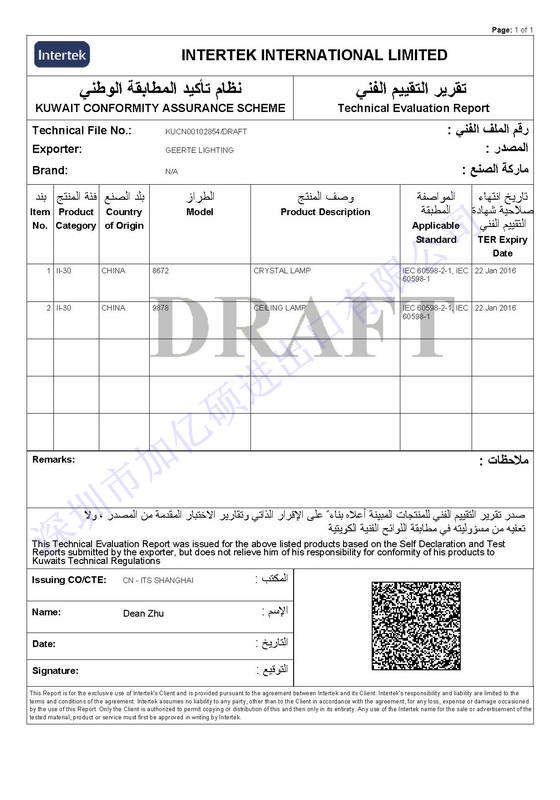 Page: 1 of 1
Intertek
INTERTEK INTERNATIONAL LIMITED
نظام تأكيد المطابقة الوطني
KUWAIT CONFORMITY ASSURANCE SCHEME
تقرير التقييم الفني
Technical Evaluation Report
Technical File No.: KUCN00102854/DRAFT رقم الملف الفني :
Exporter: GEERTE LIGHTING المصدر :
Brand: N/A ماركة الصنع :
بند
Item
No.
فئة المنتج
Product
Category
بلد الصنع
Country
of Origin
الطراز
Model
وصف المنتج
Product Description
المواصفة
المطبقة
Applicable
Standard
تاريخ انتهاء
صلاحية شهادة
التقييم الفني
TER Expiry
Date
1 II-30 CHINA 8672 CRYSTAL LAMP IEC 60598-2-1, IEC 60598-1 22 Jan 2016
2 II-30 CHINA 9878 CEILING LAMP IEC 60598-2-1, IEC 60598-1 22 Jan 2016
DRAFT
深圳市加亿硕进出口有限公司
Remarks: ملاحظات :
صدر تقرير التقييم الفني للمنتجات المبينة أعلاه بناءً على الإقرار الذاتي وتقارير الاختبار المقدمة من المصدر ، ولا
تعفيه من مسؤوليته في مطابقة اللوائح الفنية الكويتية
This Technical Evaluation Report was issued for the above listed products based on the Self Declaration and Test
Reports submitted by the exporter, but does not relieve him of his responsibility for conformity of his products to
Kuwaits Technical Regulations
Issuing CO/CTE: CN - ITS SHANGHAI المكتب :
Name: Dean Zhu الإسم :
Date: التاريخ :
Signature: التوقيع :
This Report is for the exclusive use of Intertek's Client and is provided pursuant to the agreement between Intertek and its Client. Intertek's responsibility and liability are limited to the
terms and conditions of the agreement. Intertek assumes no liability to any party, other than to the Client in accordance with the agreement, for any loss, expense or damage occasioned
by the use of this Report. Only the Client is authorized to permit copying or distribution of this and then only in its entirety. Any use of the Intertek name for the sale or advertisement of the
tested material, product or service must first be approved in writing by Intertek.